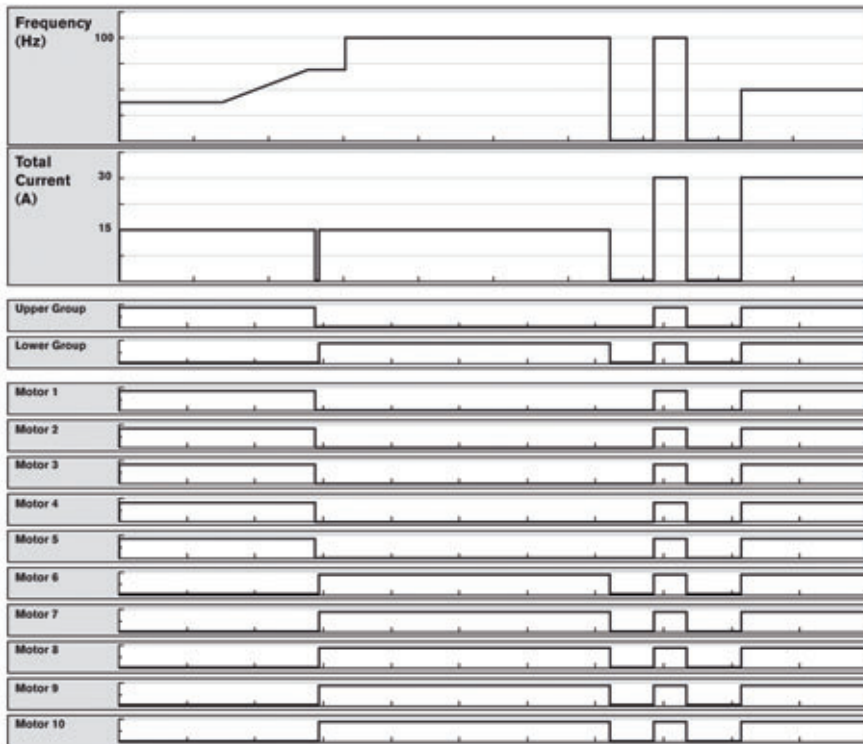 Frequency
(Hz)
100
Total
Current
(A)
30
15
Upper Group
Lower Group
Motor 1
Motor 2
Motor 3
Motor 4
Motor 5
Motor 6
Motor 7
Motor 8
Motor 9
Motor 10